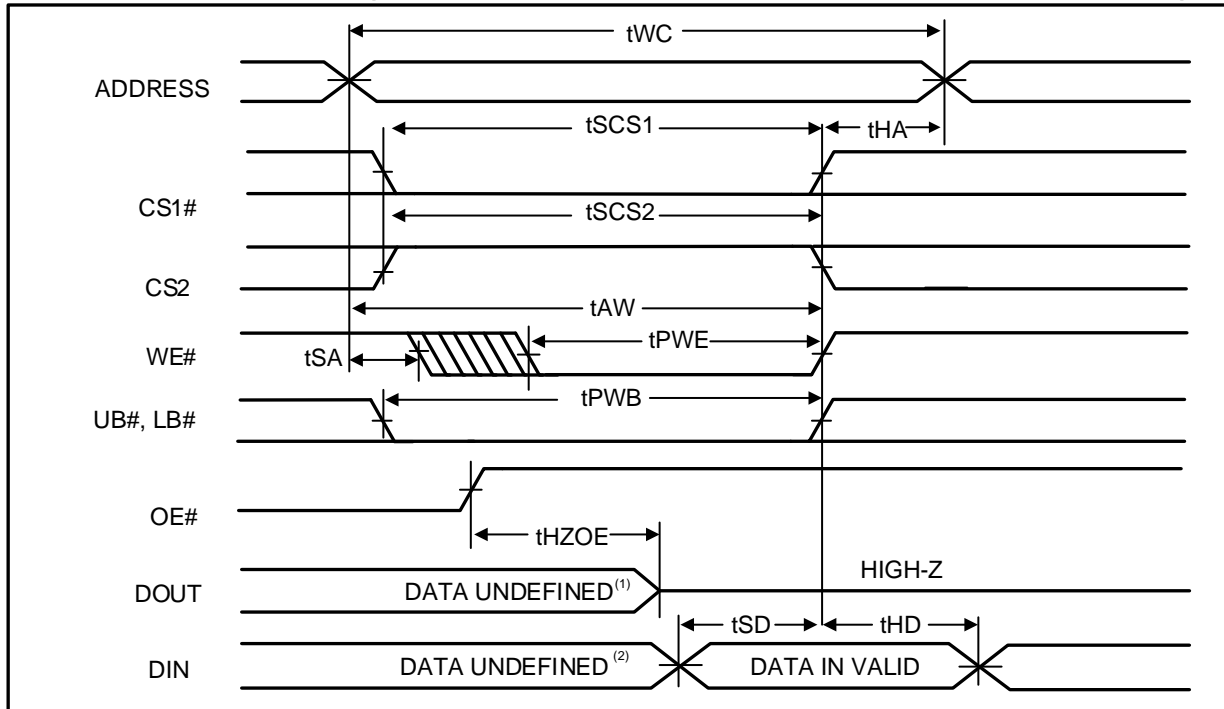 tWC
ADDRESS
tSCS1
tHA
CS1#
tSCS2
CS2
tAW
WE#
tSA
tPWE
tPWB
UB#, LB#
OE#
tHZOE
HIGH-Z
DOUT
DATA UNDEFINED(1)
tSD
tHD
DIN
DATA UNDEFINED (2)
DATA IN VALID